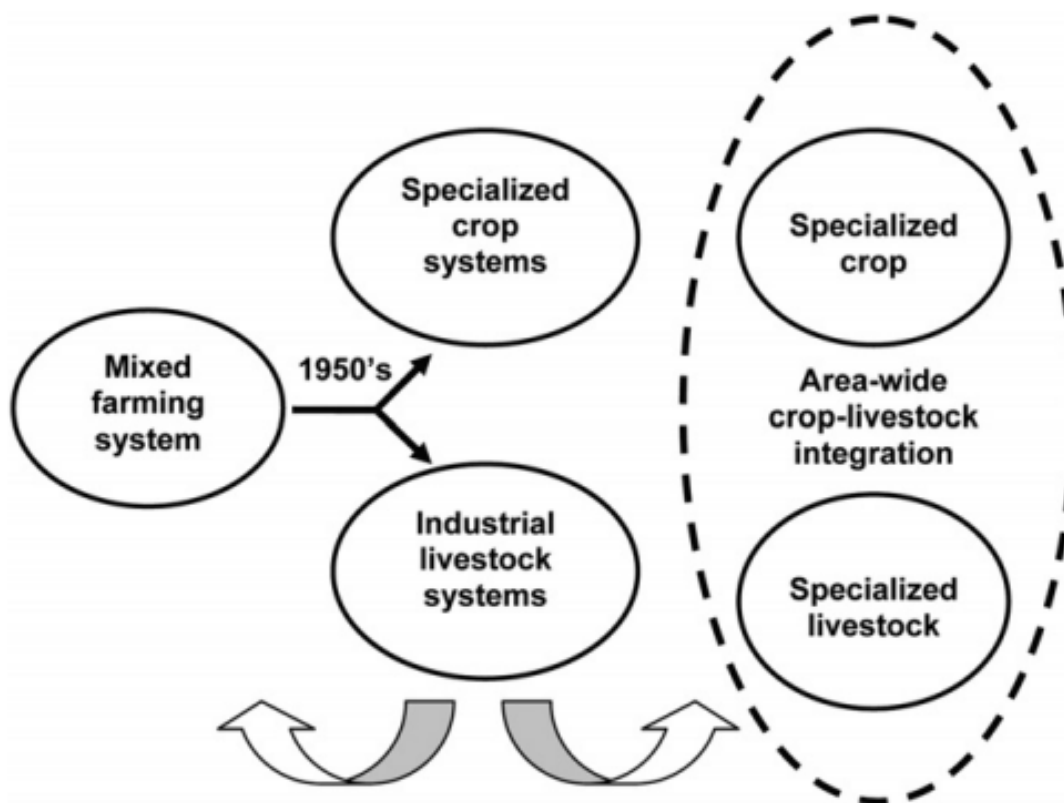 Mixed
farming
system
1950's
Specialized
crop
systems
Industrial
livestock
systems
Specialized
crop
Area-wide
crop-livestock
integration
Specialized
livestock